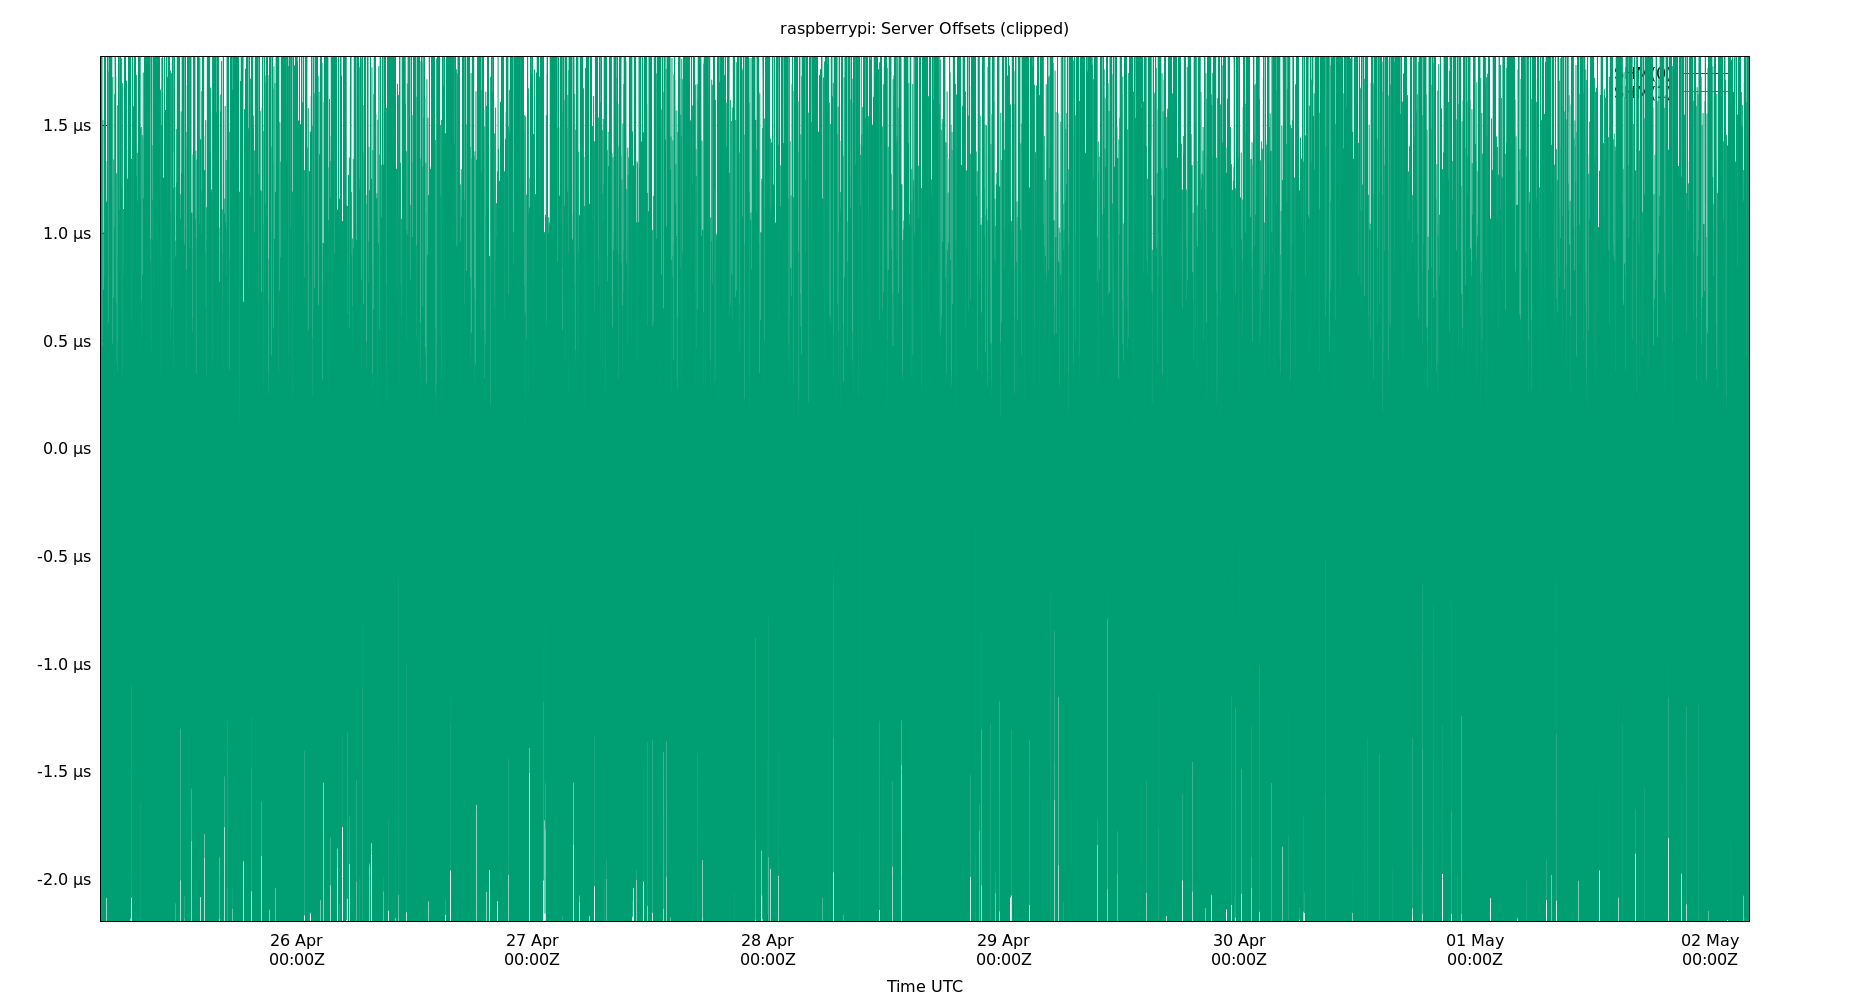 raspberrypi: Server Offsets (clipped)
SHM(0)
1.5 µs
1.0 µs
0.5 µs
0.0 µs
-0.5 µs
-1.0 µs
-1.5 µs
-2.0 µs
26 Apr 27 Apr 28 Apr 29 Apr 30 Apr 01 May 02 May
00:00Z 00:00Z 00:00Z 00:00Z 00:00Z 00:00Z 00:00Z
Time UTC